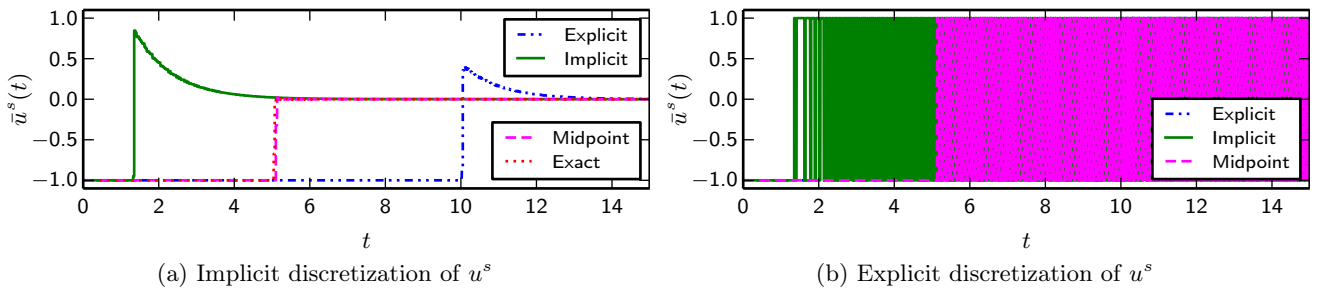 1.0
0.5
0.0
−0.5
−1.0
ū^s(t)
Explicit
Implicit
Midpoint
Exact
0 2 4 6 8 10 12 14
t
(a) Implicit discretization of u^s
1.0
0.5
0.0
−0.5
−1.0
ū^s(t)
Explicit
Implicit
Midpoint
0 2 4 6 8 10 12 14
t
(b) Explicit discretization of u^s